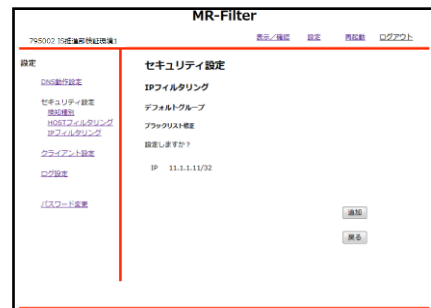 MR-Filter
795002 IS推進部検証環境1
表示／確認 設定 再起動 ログアウト
設定
DNS動作設定
セキュリティ設定
検知種別
HOSTフィルタリング
IPフィルタリング
クライアント設定
ログ設定
パスワード変更
セキュリティ設定
IPフィルタリング
デフォルトグループ
ブラックリスト修正
設定しますか？
IP 11.1.1.11/32
追加
戻る